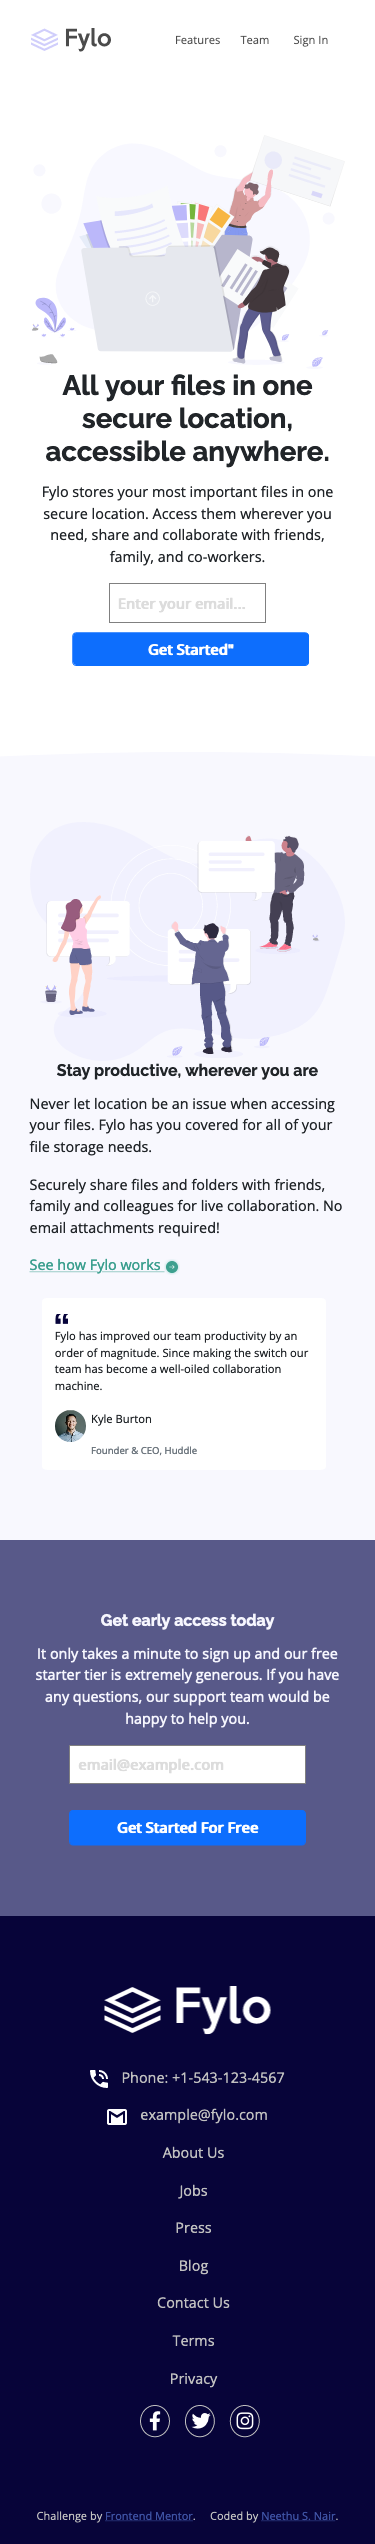 Fylo
Features Team Sign In
All your files in one
secure location,
accessible anywhere.
Fylo stores your most important files in one
secure location. Access them wherever you
need, share and collaborate with friends,
family, and co-workers.
Enter your email...
Get Started"
Stay productive, wherever you are
Never let location be an issue when accessing
your files. Fylo has you covered for all of your
file storage needs.
Securely share files and folders with friends,
family and colleagues for live collaboration. No
email attachments required!
See how Fylo works
Fylo has improved our team productivity by an
order of magnitude. Since making the switch our
team has become a well-oiled collaboration
machine.
Kyle Burton
Founder & CEO, Huddle
Get early access today
It only takes a minute to sign up and our free
starter tier is extremely generous. If you have
any questions, our support team would be
happy to help you.
email@example.com
Get Started For Free
Fylo
Phone: +1-543-123-4567
example@fylo.com
About Us
Jobs
Press
Blog
Contact Us
Terms
Privacy
Challenge by Frontend Mentor. Coded by Neethu S. Nair.